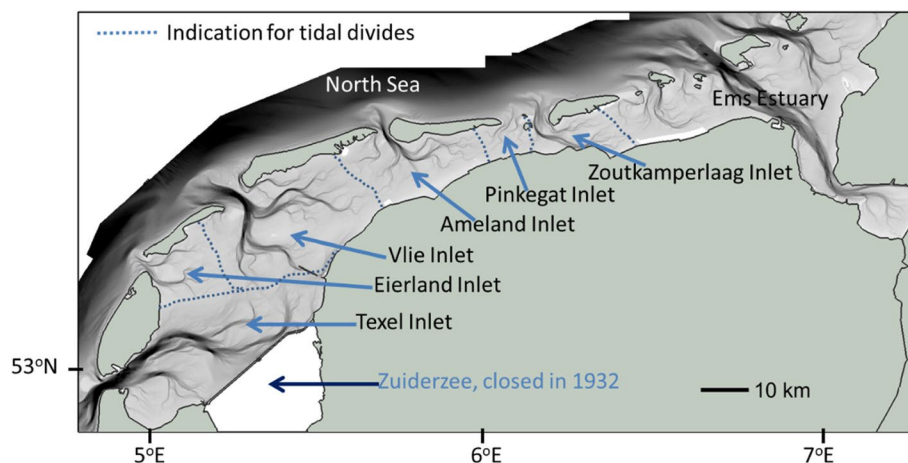 Indication for tidal divides
North Sea
Ems Estuary
Zoutkamperlaag Inlet
Pinkegat Inlet
Ameland Inlet
Vlie Inlet
Eierland Inlet
Texel Inlet
53°N
Zuiderzee, closed in 1932
10 km
5°E
6°E
7°E